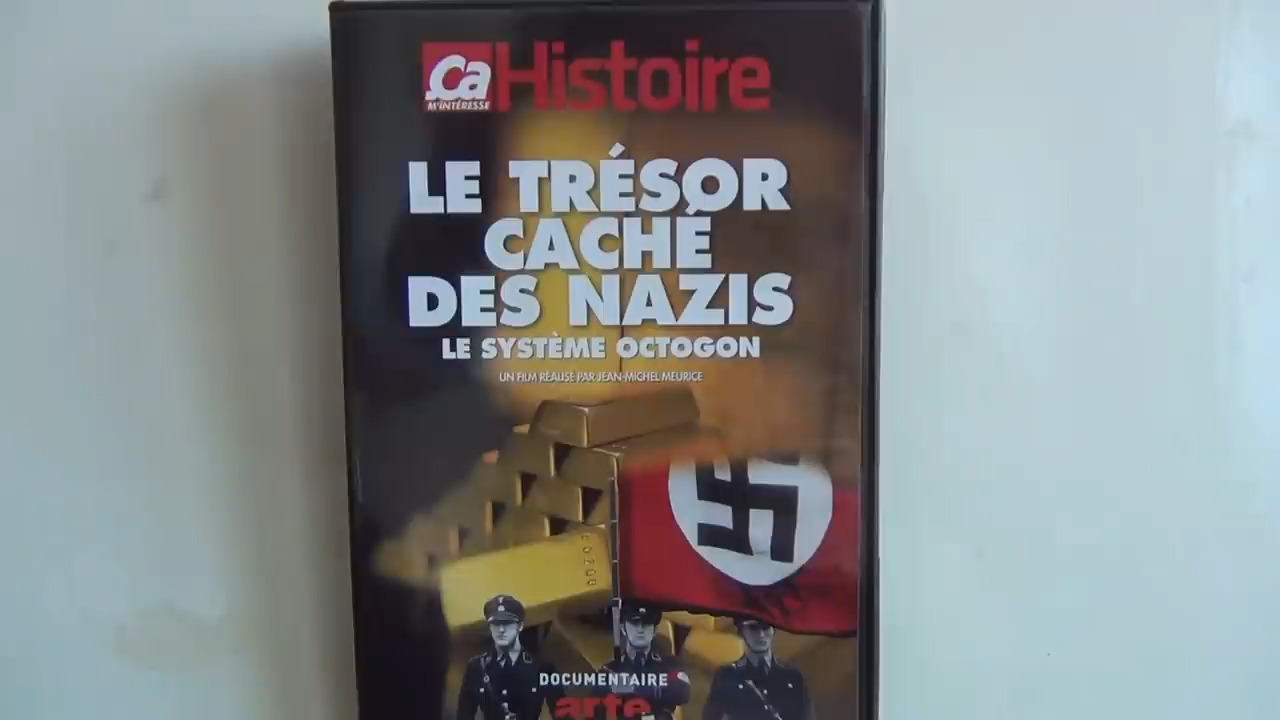 Ça
M'INTÉRESSE
Histoire
LE TRÉSOR
CACHÉ
DES NAZIS
LE SYSTÈME OCTOGON
UN FILM RÉALISÉ PAR JEAN-MICHEL MEURICE
DOCUMENTAIRE
arte